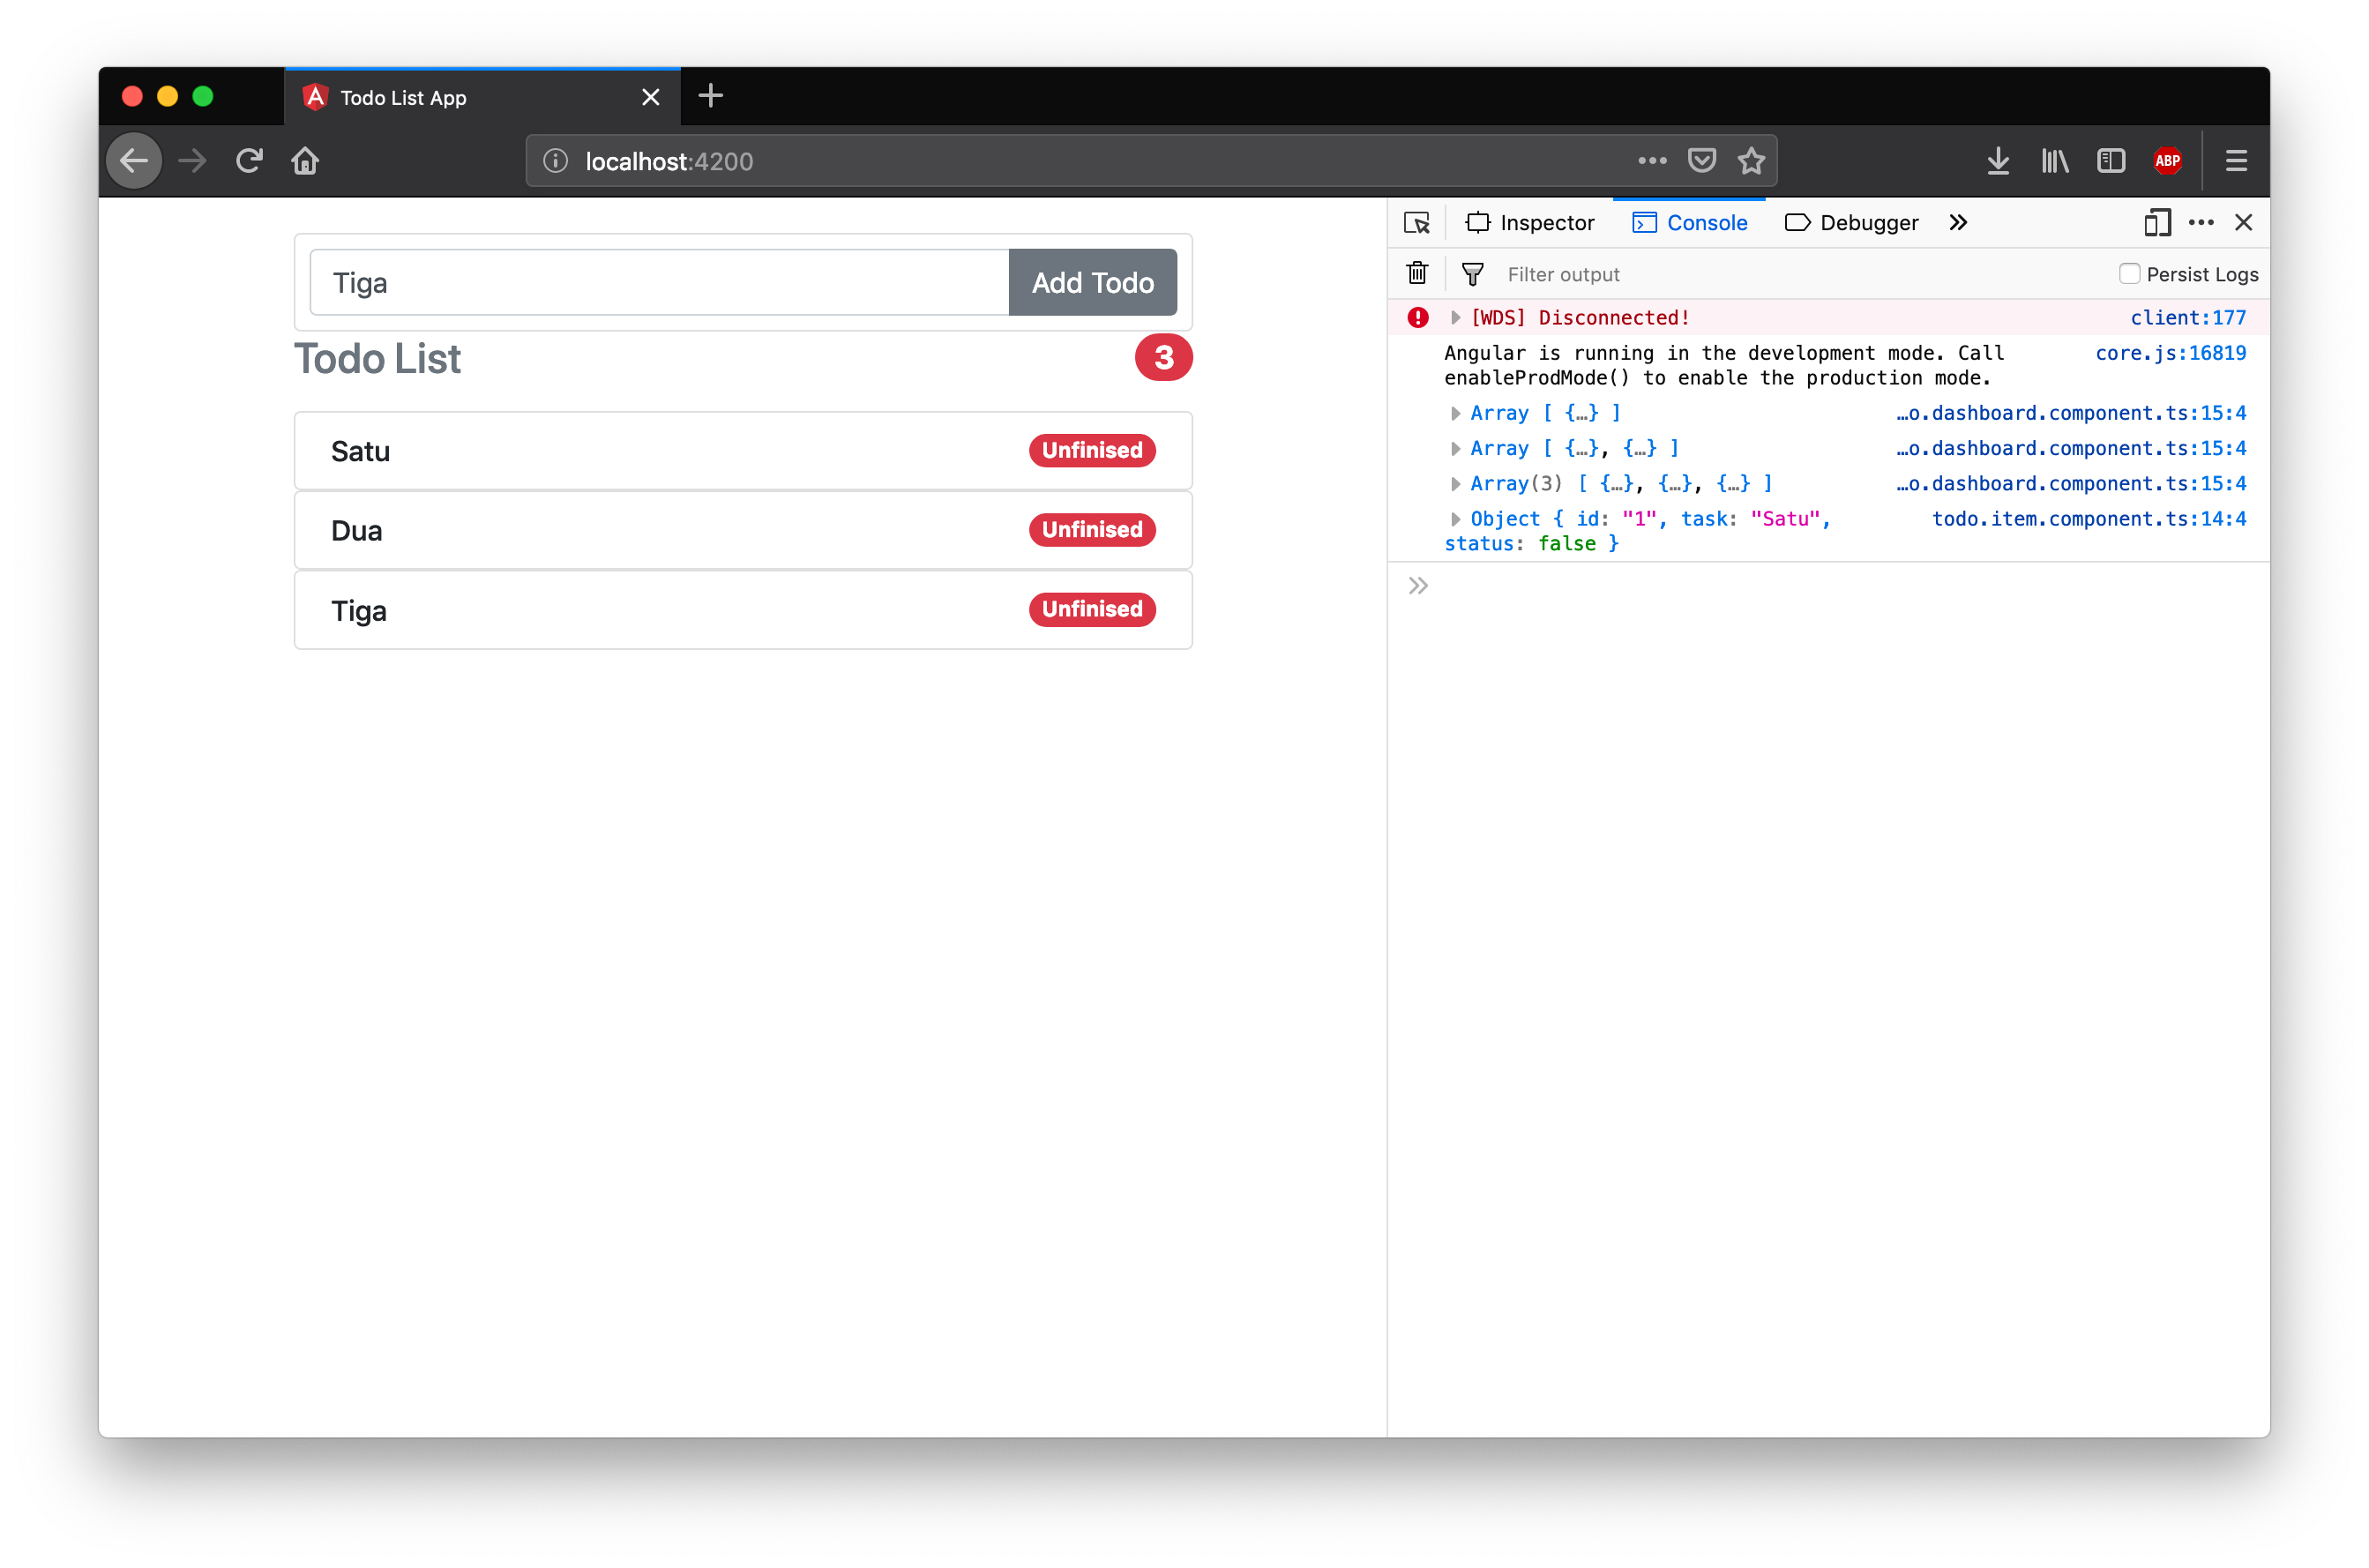 Todo List App
localhost:4200
ABP
Tiga
Add Todo
Todo List
3
Satu
Unfinised
Dua
Unfinised
Tiga
Unfinised
Inspector
Console
Debugger
Filter output
Persist Logs
[WDS] Disconnected! client:177
Angular is running in the development mode. Call core.js:16819
enableProdMode() to enable the production mode.
Array [ {…} ] …o.dashboard.component.ts:15:4
Array [ {…}, {…} ] …o.dashboard.component.ts:15:4
Array(3) [ {…}, {…}, {…} ] …o.dashboard.component.ts:15:4
Object { id: "1", task: "Satu", todo.item.component.ts:14:4
status: false }